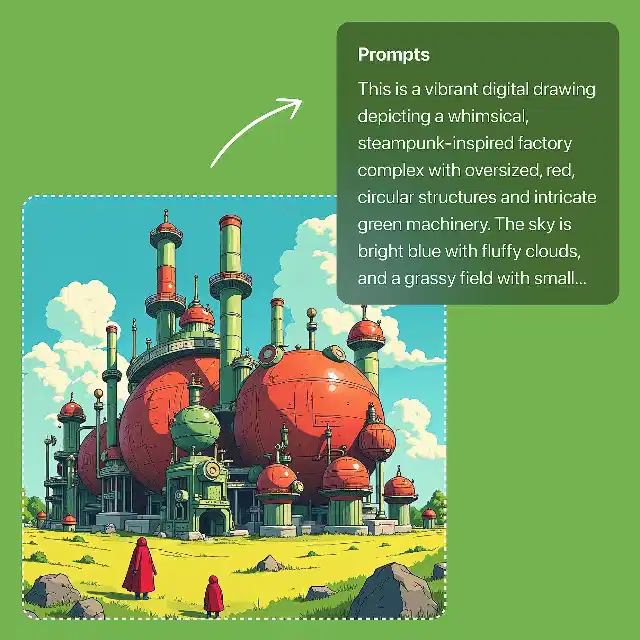 Prompts
This is a vibrant digital drawing
depicting a whimsical,
steampunk-inspired factory
complex with oversized, red,
circular structures and intricate
green machinery. The sky is
bright blue with fluffy clouds,
and a grassy field with small...